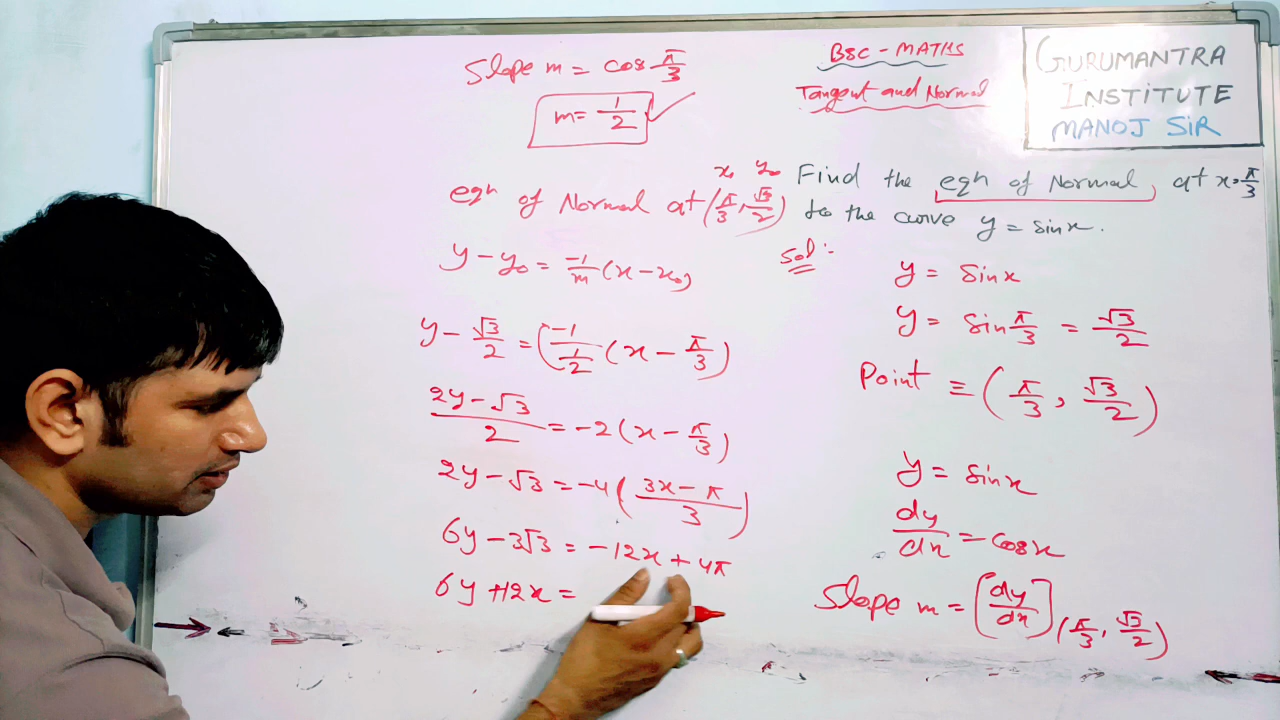 GURUMANTRA
INSTITUTE
MANOJ SIR
BSC - MATHS
Tangent and Normal
Find the eqn of Normal, at x=π/3
to the curve y = sinx.
Sol:
y = sinx
y = sin π/3 = √3/2
Point ≡ (π/3, √3/2)
y = sinx
dy/dx = cosx
Slope m = [dy/dx] (π/3, √3/2)
Slope m = cos π/3
m = 1/2
x₀ y₀
eqn of Normal at (π/3, √3/2)
y - y₀ = -1/m (x - x₀)
y - √3/2 = (-1/(1/2) (x - π/3)
2y - √3/2 = -2 (x - π/3)
2y - √3 = -4 (3x - π/3)
6y - 3√3 = -12x + 4π
6y + 12x =